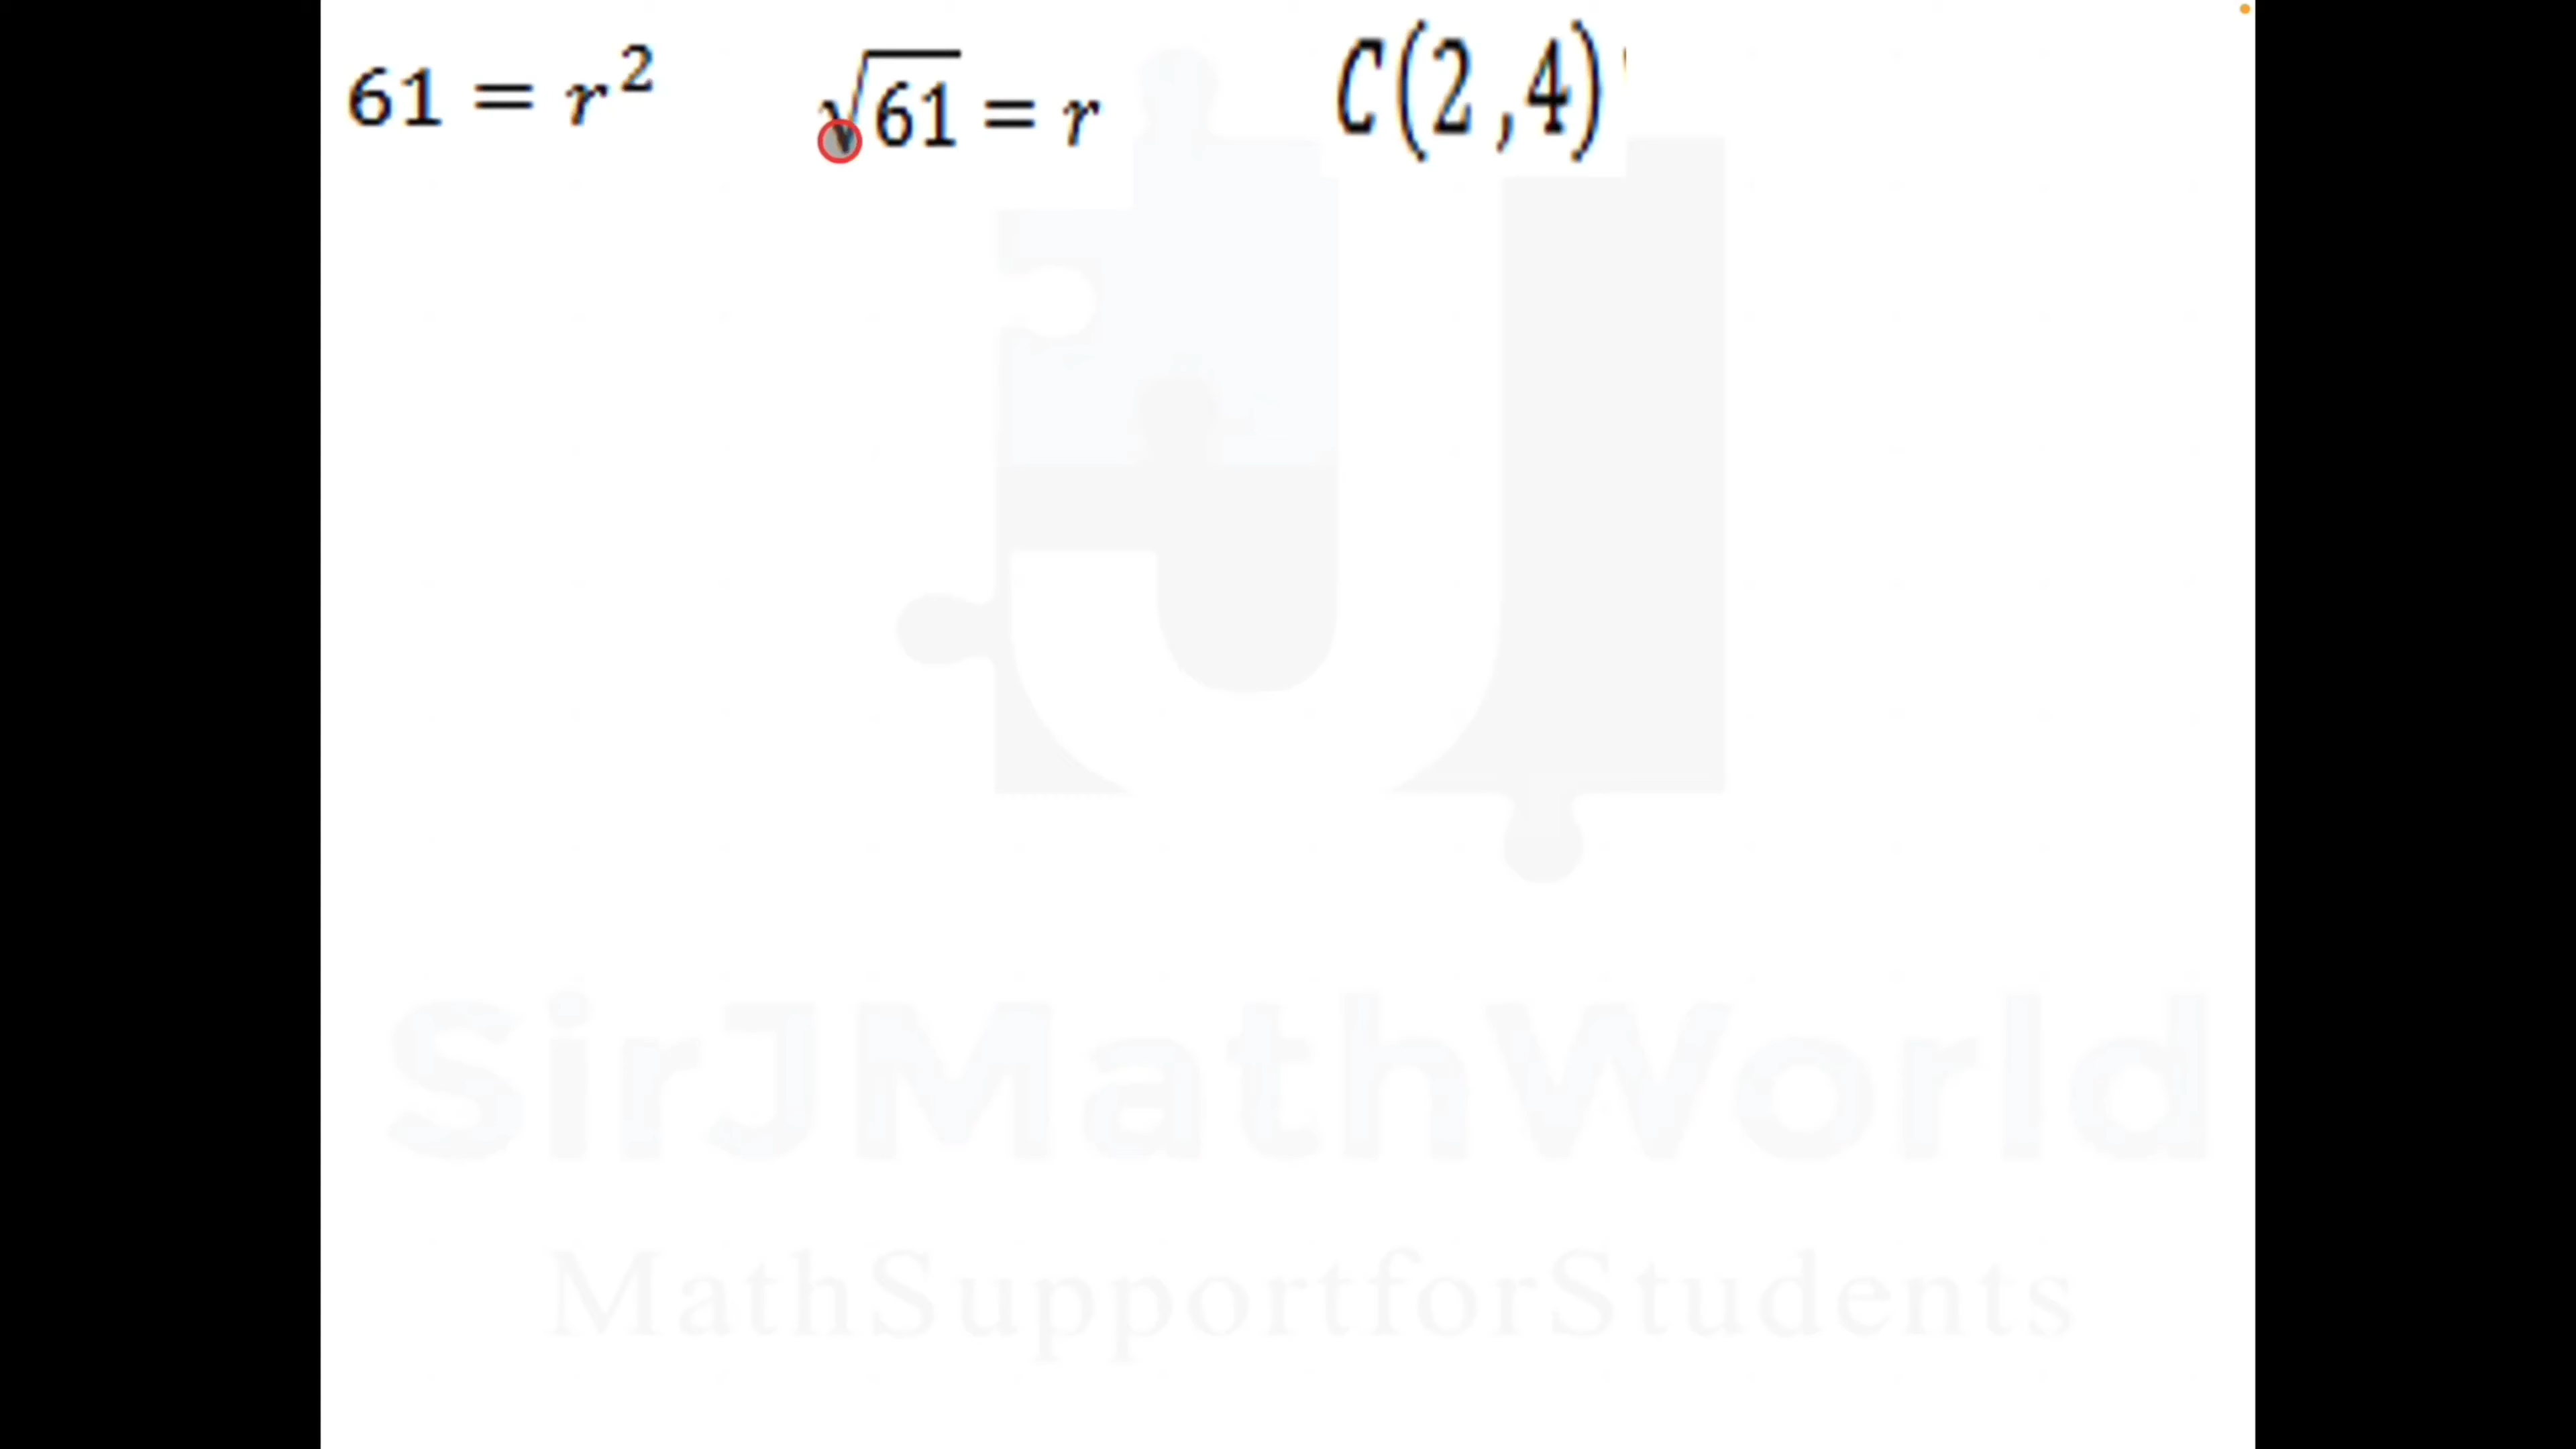 61 = r²
√61 = r
C(2,4)
SirJMathWorld
MathSupportforStudents